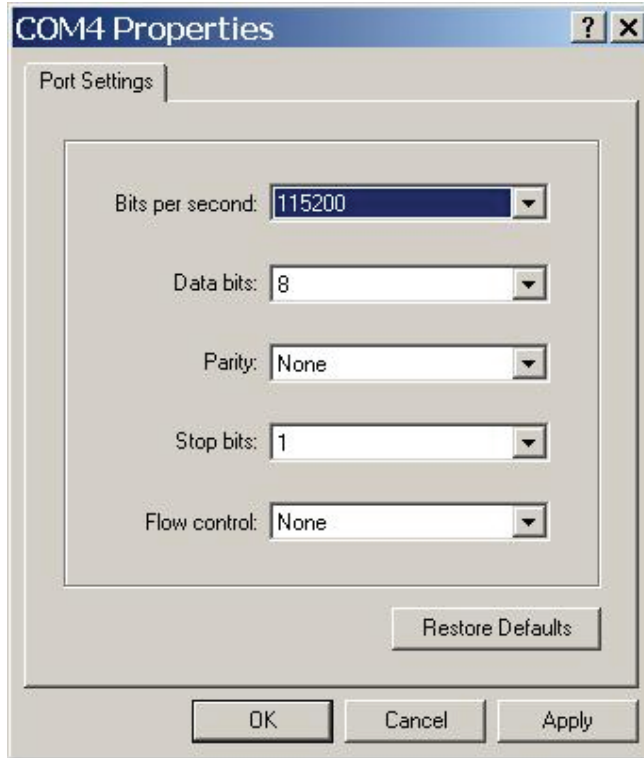 COM4 Properties ? X
Port Settings
Bits per second: 115200
Data bits: 8
Parity: None
Stop bits: 1
Flow control: None
Restore Defaults
OK Cancel Apply